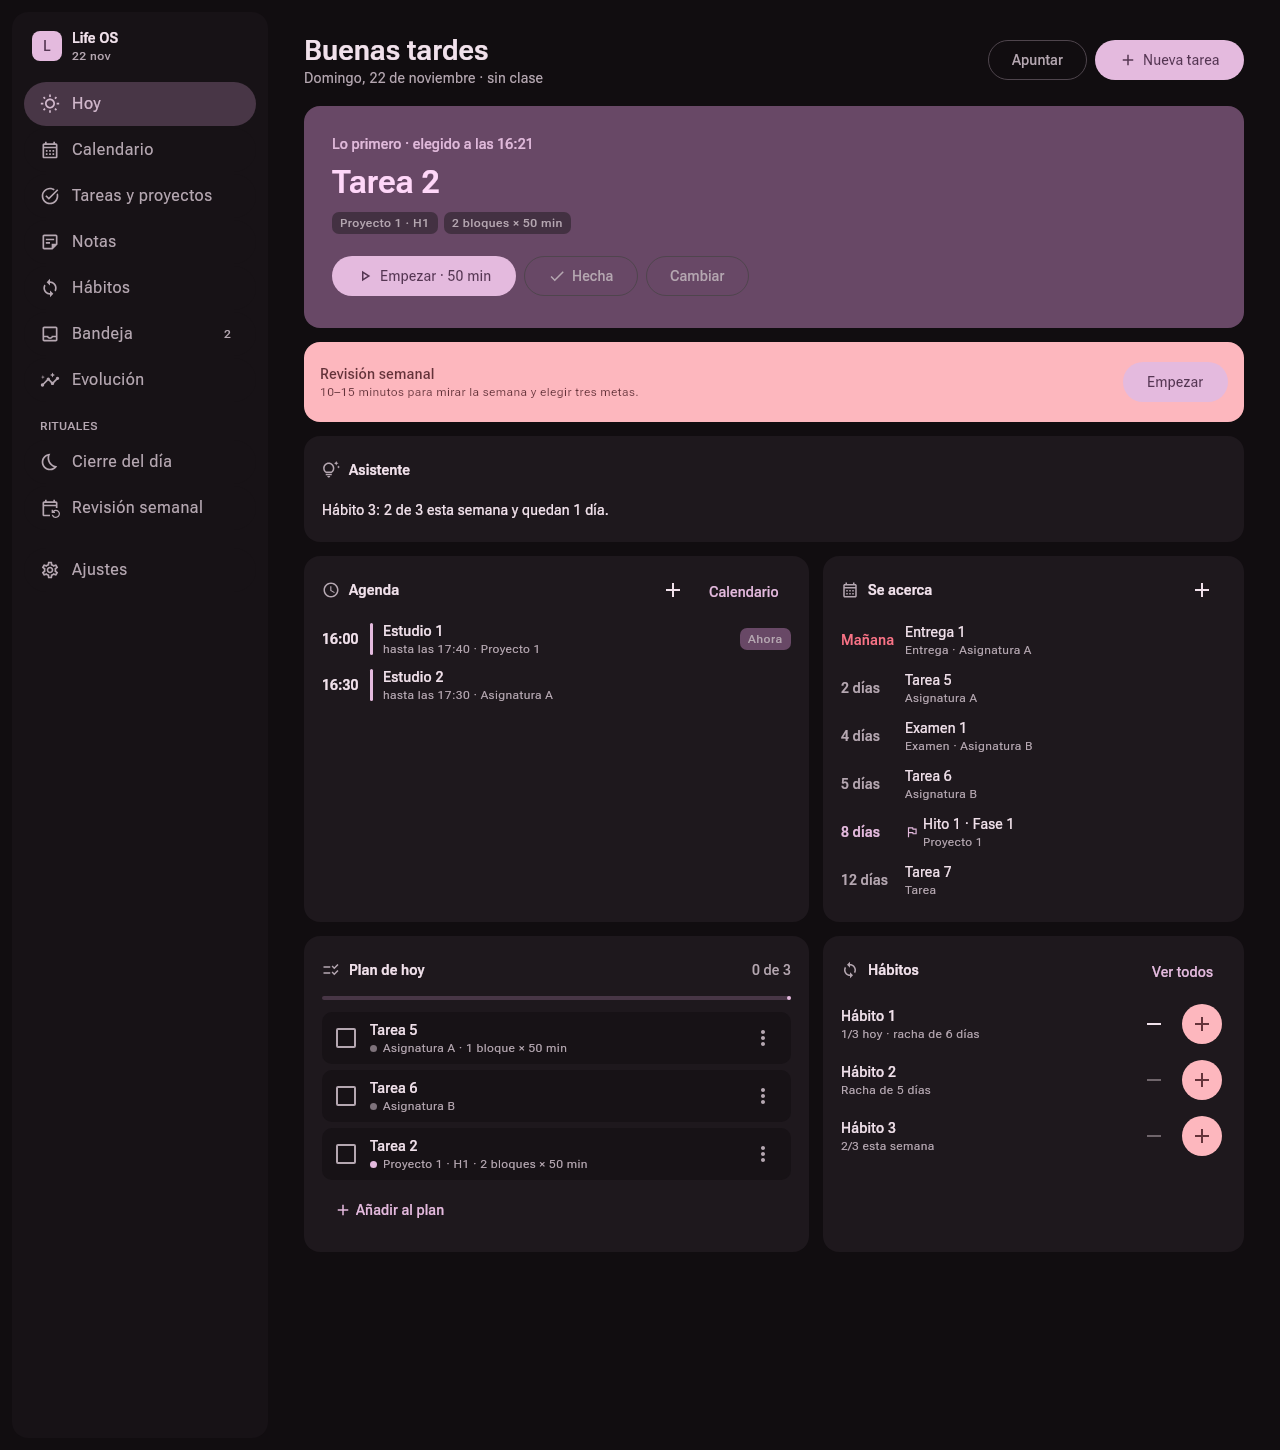 L
Life OS
22 nov
Hoy
Calendario
Tareas y proyectos
Notas
Hábitos
Bandeja
2
Evolución
RITUALES
Cierre del día
Revisión semanal
Ajustes
Buenas tardes
Domingo, 22 de noviembre · sin clase
Apuntar
Nueva tarea
Lo primero · elegido a las 16:21
Tarea 2
Proyecto 1 · H1
2 bloques × 50 min
Empezar · 50 min
Hecha
Cambiar
Revisión semanal
10–15 minutos para mirar la semana y elegir tres metas.
Empezar
Asistente
Hábito 3: 2 de 3 esta semana y quedan 1 día.
Agenda
Calendario
16:00
Estudio 1
hasta las 17:40 · Proyecto 1
Ahora
16:30
Estudio 2
hasta las 17:30 · Asignatura A
Se acerca
Mañana
Entrega 1
Entrega · Asignatura A
2 días
Tarea 5
Asignatura A
4 días
Examen 1
Examen · Asignatura B
5 días
Tarea 6
Asignatura B
8 días
Hito 1 · Fase 1
Proyecto 1
12 días
Tarea 7
Tarea
Plan de hoy
0 de 3
Tarea 5
Asignatura A · 1 bloque × 50 min
Tarea 6
Asignatura B
Tarea 2
Proyecto 1 · H1 · 2 bloques × 50 min
Añadir al plan
Hábitos
Ver todos
Hábito 1
1/3 hoy · racha de 6 días
Hábito 2
Racha de 5 días
Hábito 3
2/3 esta semana